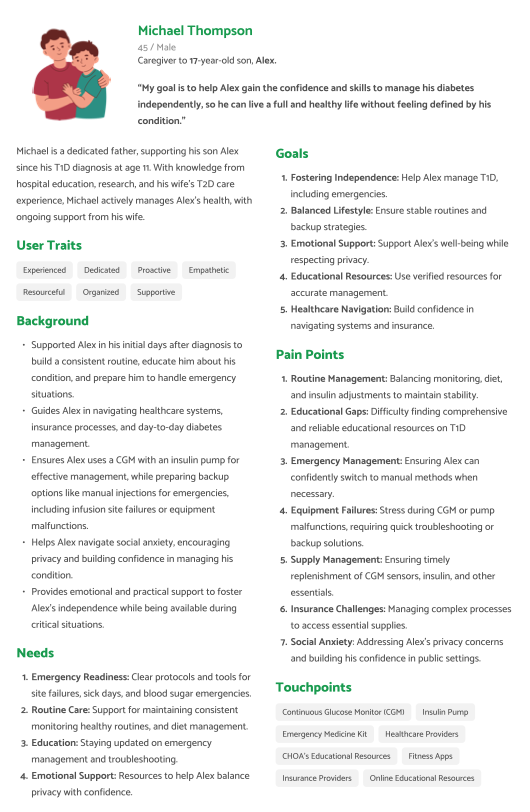 Michael Thompson
45 / Male
Caregiver to 17-year-old son, Alex.
“My goal is to help Alex gain the confidence and skills to manage his diabetes
independently, so he can live a full and healthy life without feeling defined by his
condition.”
Michael is a dedicated father, supporting his son Alex
since his T1D diagnosis at age 11. With knowledge from
hospital education, research, and his wife's T2D care
experience, Michael actively manages Alex's health, with
ongoing support from his wife.
User Traits
Experienced Dedicated Proactive Empathetic
Resourceful Organized Supportive
Background
• Supported Alex in his initial days after diagnosis to
build a consistent routine, educate him about his
condition, and prepare him to handle emergency
situations.
• Guides Alex in navigating healthcare systems,
insurance processes, and day-to-day diabetes
management.
• Ensures Alex uses a CGM with an insulin pump for
effective management, while preparing backup
options like manual injections for emergencies,
including infusion site failures or equipment
malfunctions.
• Helps Alex navigate social anxiety, encouraging
privacy and building confidence in managing his
condition.
• Provides emotional and practical support to foster
Alex's independence while being available during
critical situations.
Needs
1. Emergency Readiness: Clear protocols and tools for
site failures, sick days, and blood sugar emergencies.
2. Routine Care: Support for maintaining consistent
monitoring healthy routines, and diet management.
3. Education: Staying updated on emergency
management and troubleshooting.
4. Emotional Support: Resources to help Alex balance
privacy with confidence.
Goals
1. Fostering Independence: Help Alex manage T1D,
including emergencies.
2. Balanced Lifestyle: Ensure stable routines and
backup strategies.
3. Emotional Support: Support Alex's well-being while
respecting privacy.
4. Educational Resources: Use verified resources for
accurate management.
5. Healthcare Navigation: Build confidence in
navigating systems and insurance.
Pain Points
1. Routine Management: Balancing monitoring, diet,
and insulin adjustments to maintain stability.
2. Educational Gaps: Difficulty finding comprehensive
and reliable educational resources on T1D
management.
3. Emergency Management: Ensuring Alex can
confidently switch to manual methods when
necessary.
4. Equipment Failures: Stress during CGM or pump
malfunctions, requiring quick troubleshooting or
backup solutions.
5. Supply Management: Ensuring timely
replenishment of CGM sensors, insulin, and other
essentials.
6. Insurance Challenges: Managing complex processes
to access essential supplies.
7. Social Anxiety: Addressing Alex's privacy concerns
and building his confidence in public settings.
Touchpoints
Continuous Glucose Monitor (CGM) Insulin Pump
Emergency Medicine Kit Healthcare Providers
CHOA's Educational Resources Fitness Apps
Insurance Providers Online Educational Resources